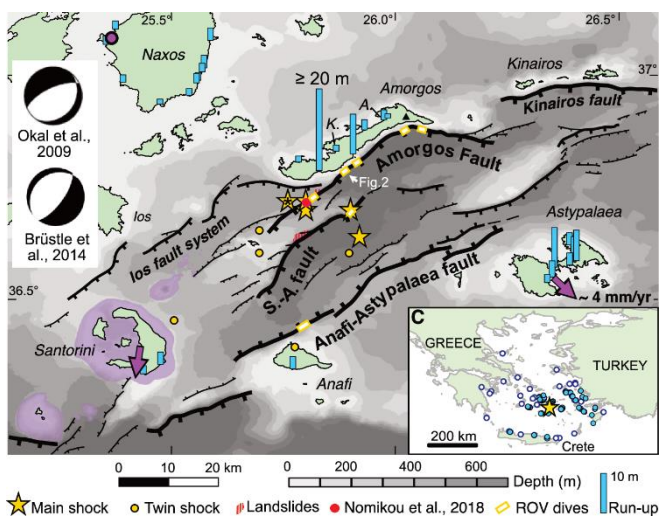 25.5
26.0
26.5
Naxos
Kinairos
37°
≥ 20 m
Amorgos
Kinairos fault
K.
A.
Okal et al.,
2009
Amorgos Fault
Fig.2
Ios
Astypalaea
Brüstle
et al., 2014
Ios fault system
S.-A. fault
36.5°
~ 4 mm/yr
Anafi-Astypalaea fault
C
GREECE
TURKEY
Santorini
Anafi
200 km
Crete
0 10 20 km
0 200 400 600 Depth (m)
10 m
Main shock
Twin shock
Landslides
Nomikou et al., 2018
ROV dives
Run-up